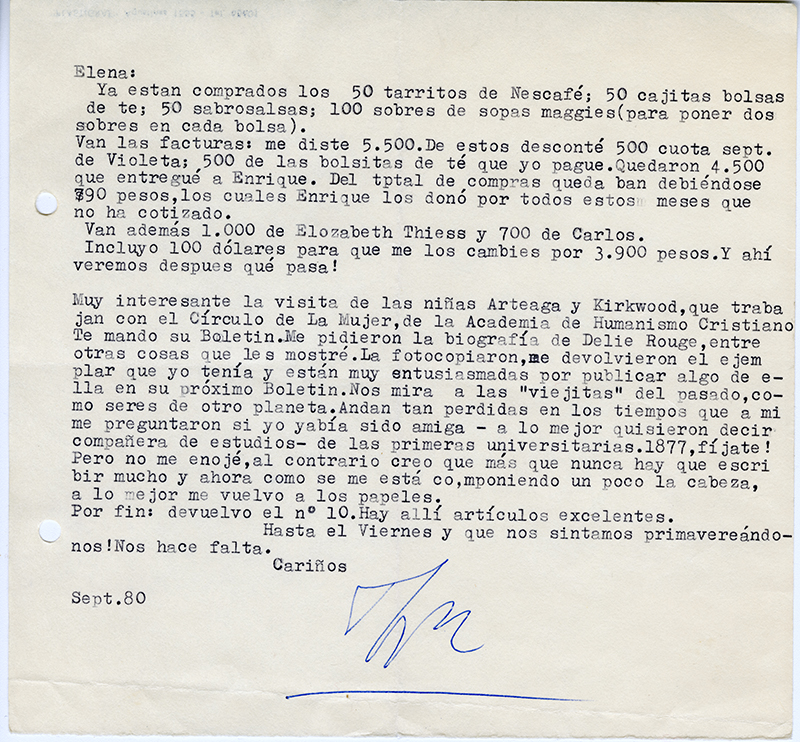 Elena:
Ya estan comprados los 50 tarritos de Nescafé; 50 cajitas bolsas
de te; 50 sabrosalsas; 100 sobres de sopas maggies(para poner dos
sobres en cada bolsa).
Van las facturas: me diste 5.500.De estos desconté 500 cuota sept.
de Violeta; 500 de las bolsitas de té que yo pague.Quedaron 4.500
que entregué a Enrique. Del tptal de compras queda ban debiéndose
790 pesos,los cuales Enrique los donó por todos estos meses que
no ha cotizado.
Van además 1.000 de Elozabeth Thiess y 700 de Carlos.
Incluyo 100 dólares para que me los cambies por 3.900 pesos.Y ahí
veremos despues qué pasa!
Muy interesante la visita de las niñas Arteaga y Kirkwood,que traba
jan con el Círculo de La Mujer,de la Academia de Humanismo Cristiano
Te mando su Boletin.Me pidieron la biografía de Delie Rouge,entre
otras cosas que les mostré.La fotocopiaron,me devolvieron el ejem
plar que yo tenía y están muy entusiasmadas por publicar algo de e-
lla en su próximo Boletin.Nos mira a las "viejitas" del pasado,co-
mo seres de otro planeta.Andan tan perdidas en los tiempos que a mi
me preguntaron si yo yabía sido amiga - a lo mejor quisieron decir
compañera de estudios- de las primeras universitarias.1877,fíjate!
Pero no me enojé,al contrario creo que más que nunca hay que escri
bir mucho y ahora como se me está co,mponiendo un poco la cabeza,
a lo mejor me vuelvo a los papeles.
Por fin: devuelvo el nº 10.Hay allí artículos excelentes.
Hasta el Viernes y que nos sintamos primavereándo-
nos!Nos hace falta.
Cariños
Sept.80